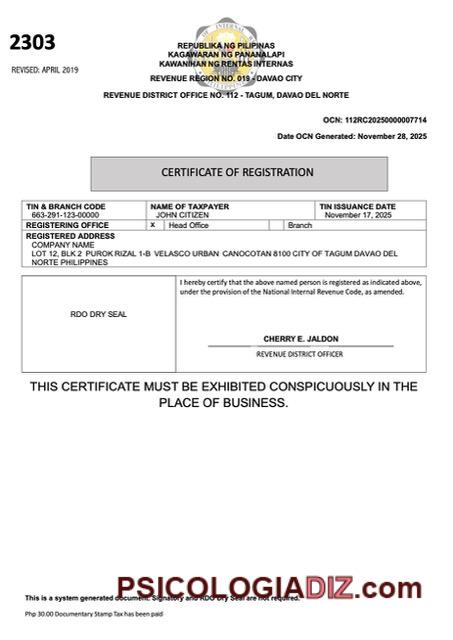 2303
REVISED: APRIL 2019
REPUBLIKA NG PILIPINAS
KAGAWARAN NG PANANALAPI
KAWANIHAN NG RENTAS INTERNAS
REVENUE REGION NO. 019 - DAVAO CITY
REVENUE DISTRICT OFFICE NO. 112 - TAGUM, DAVAO DEL NORTE
OCN: 112RC20250000007714
Date OCN Generated: November 28, 2025
CERTIFICATE OF REGISTRATION
TIN & BRANCH CODE NAME OF TAXPAYER TIN ISSUANCE DATE
663-291-123-00000 JOHN CITIZEN November 17, 2025
REGISTERING OFFICE x Head Office Branch
REGISTERED ADDRESS
COMPANY NAME
LOT 12, BLK 2 PUROK RIZAL 1-B VELASCO URBAN CANOCOTAN 8100 CITY OF TAGUM DAVAO DEL
NORTE PHILIPPINES
I hereby certify that the above named person is registered as indicated above,
under the provision of the National Internal Revenue Code, as amended.
RDO DRY SEAL
CHERRY E. JALDON
REVENUE DISTRICT OFFICER
THIS CERTIFICATE MUST BE EXHIBITED CONSPICUOUSLY IN THE
PLACE OF BUSINESS.
PSICOLOGIADIZ.com
This is a system generated document. Signatory and RDO Dry Seal are not required.
Php 30.00 Documentary Stamp Tax has been paid